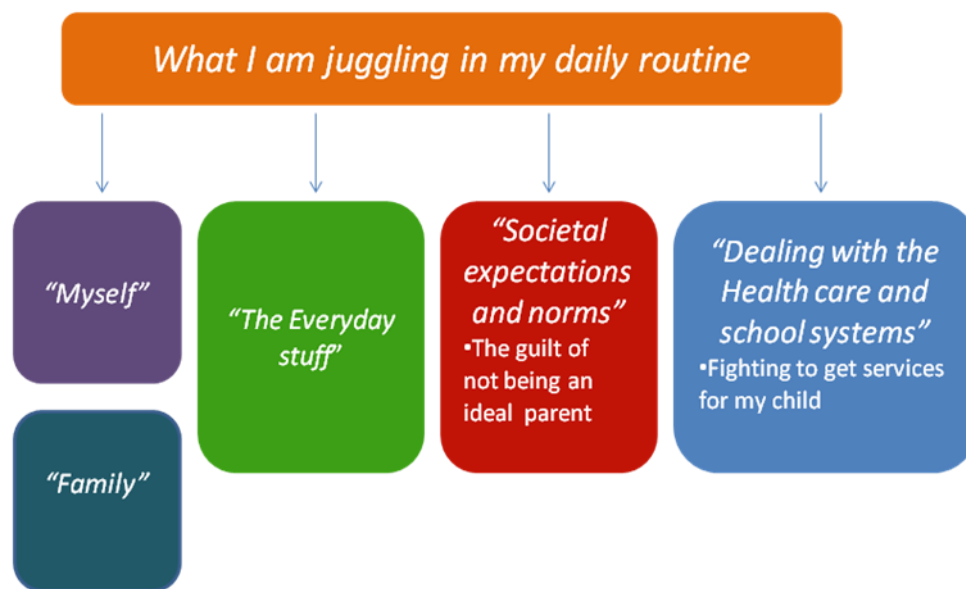 What I am juggling in my daily routine
“Myself”
“Family”
“The Everyday
stuff”
“Societal
expectations
and norms”
•The guilt of
not being an
ideal parent
“Dealing with the
Health care and
school systems”
•Fighting to get services
for my child